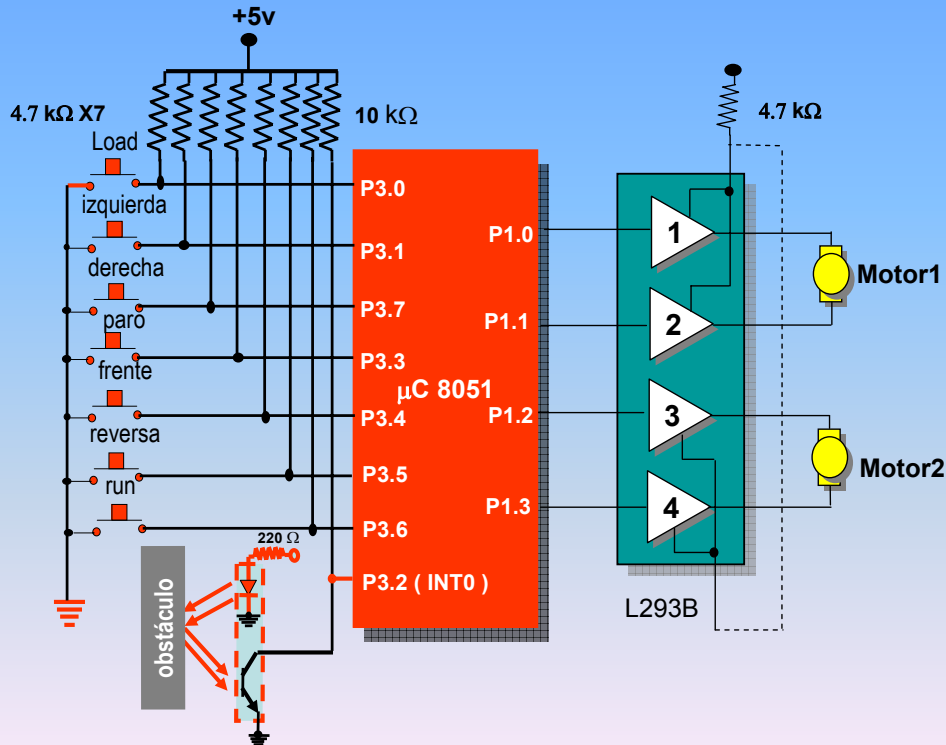 +5v
4.7 kΩ X7
10 kΩ
4.7 kΩ
Load
izquierda
derecha
paro
frente
reversa
run
P3.0
P3.1
P3.7
P3.3
P3.4
P3.5
P3.6
P3.2 ( INT0 )
µC 8051
P1.0
P1.1
P1.2
P1.3
1
2
3
4
Motor1
Motor2
L293B
220 Ω
obstáculo